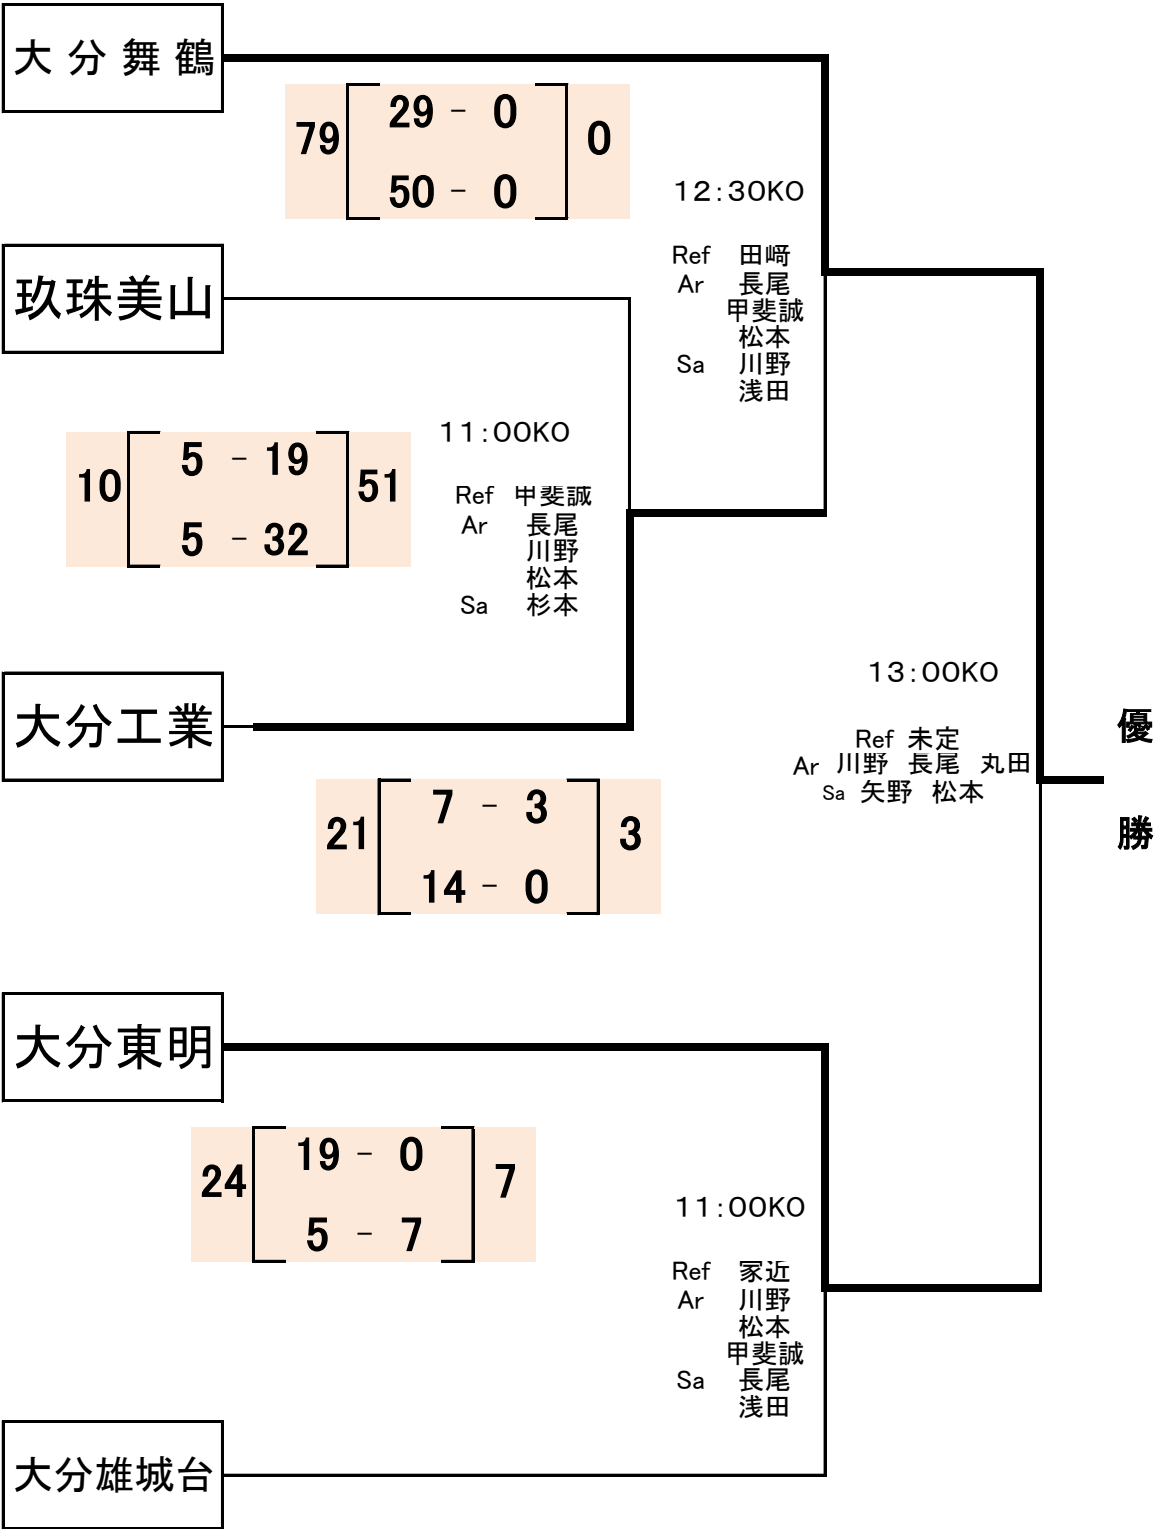 大分舞鶴
79 29 - 0 0
50 - 0
12:30KO
Ref 田﨑
Ar 長尾
甲斐誠
松本
Sa 川野
浅田
玖珠美山
10 5 - 19 51
5 - 32
11:00KO
Ref 甲斐誠
Ar 長尾
川野
松本
Sa 杉本
大分工業
21 7 - 3 3
14 - 0
13:00KO
Ref 未定
Ar 川野 長尾 丸田
Sa 矢野 松本
優
勝
大分東明
24 19 - 0 7
5 - 7
11:00KO
Ref 冢近
Ar 川野
松本
甲斐誠
Sa 長尾
浅田
大分雄城台